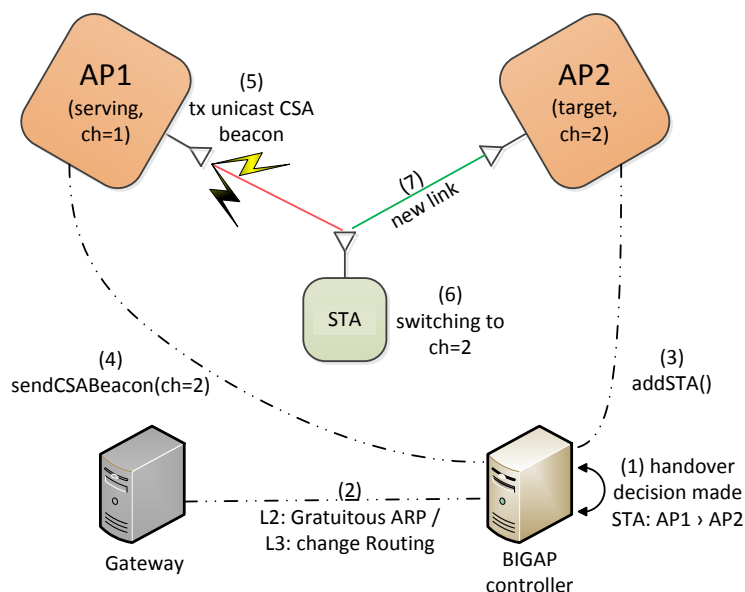 AP1
(serving,
ch=1)
(5)
tx unicast CSA
beacon
AP2
(target,
ch=2)
(7)
new link
STA
(6)
switching to
ch=2
(4)
sendCSABeacon(ch=2)
(3)
addSTA()
(2)
L2: Gratuitous ARP /
L3: change Routing
(1) handover
decision made
STA: AP1 › AP2
Gateway
BIGAP
controller